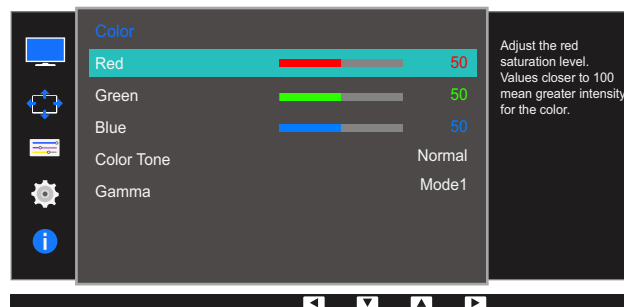 Color
Red 50
Green 50
Blue 50
Color Tone Normal
Gamma Mode1
Adjust the red
saturation level.
Values closer to 100
mean greater intensity
for the color.